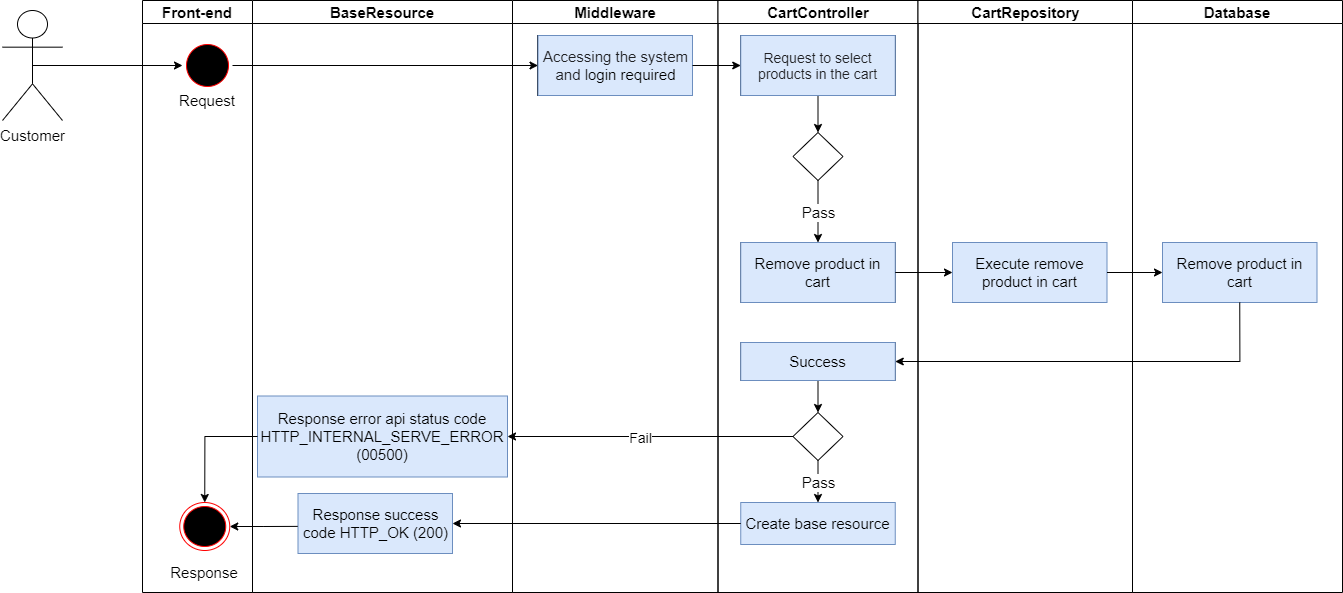 Front-end
BaseResource
Middleware
CartController
CartRepository
Database
Customer
Request
Accessing the system
and login required
Request to select
products in the cart
Pass
Remove product in
cart
Execute remove
product in cart
Remove product in
cart
Success
Fail
Response error api status code
HTTP_INTERNAL_SERVE_ERROR
(00500)
Pass
Create base resource
Response success
code HTTP_OK (200)
Response